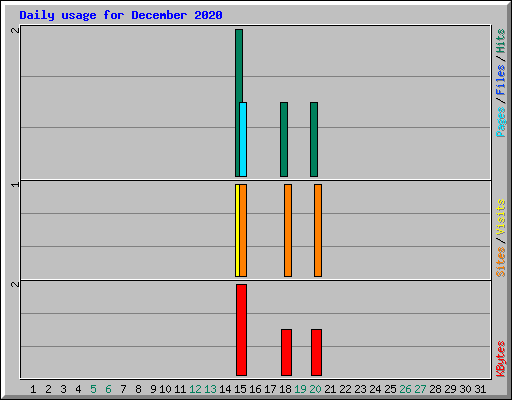 Daily usage for December 2020
2
Pages/Files/Hits
1
Sites/Visits
2
KBytes
1 2 3 4 5 6 7 8 9 10 11 12 13 14 15 16 17 18 19 20 21 22 23 24 25 26 27 28 29 30 31